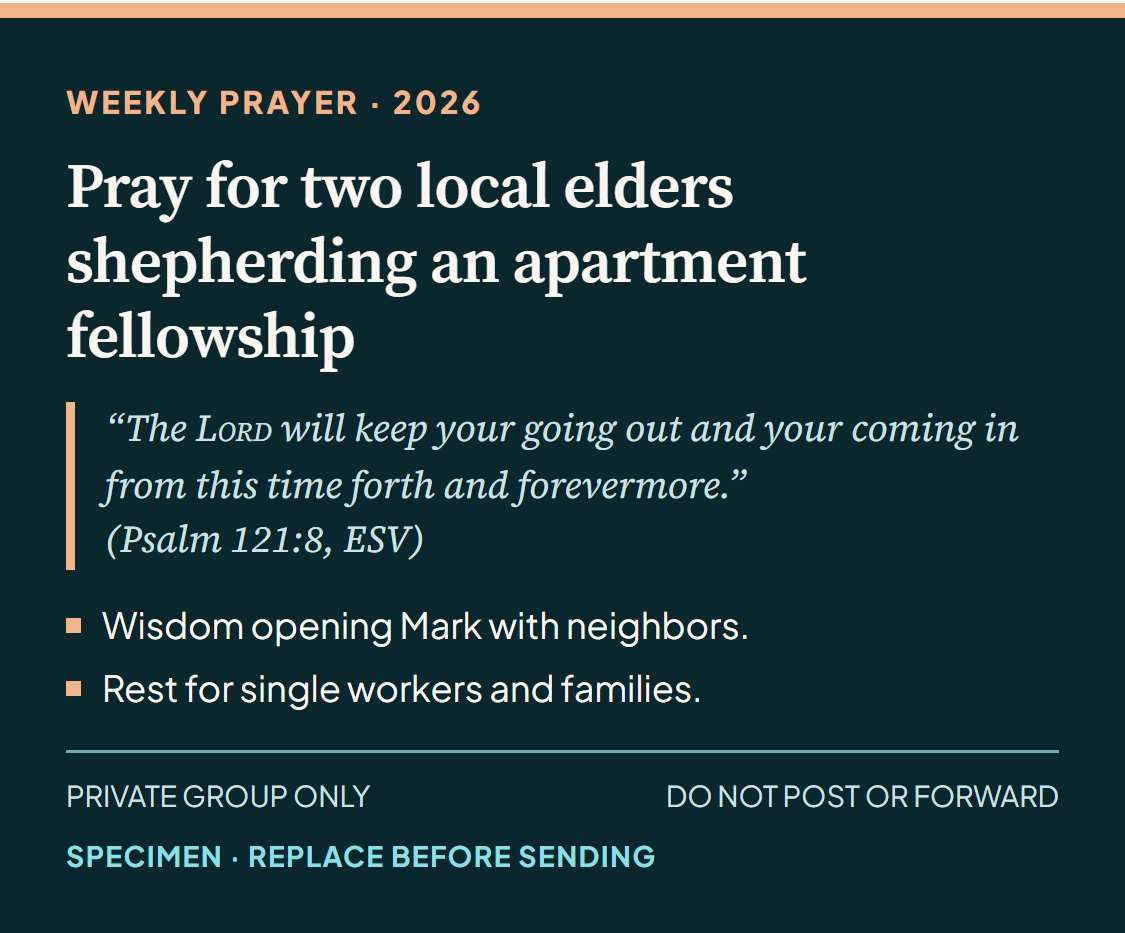 WEEKLY PRAYER · 2026
Pray for two local elders
shepherding an apartment
fellowship
“The LORD will keep your going out and your coming in
from this time forth and forevermore.”
(Psalm 121:8, ESV)
Wisdom opening Mark with neighbors.
Rest for single workers and families.
PRIVATE GROUP ONLY
DO NOT POST OR FORWARD
SPECIMEN · REPLACE BEFORE SENDING